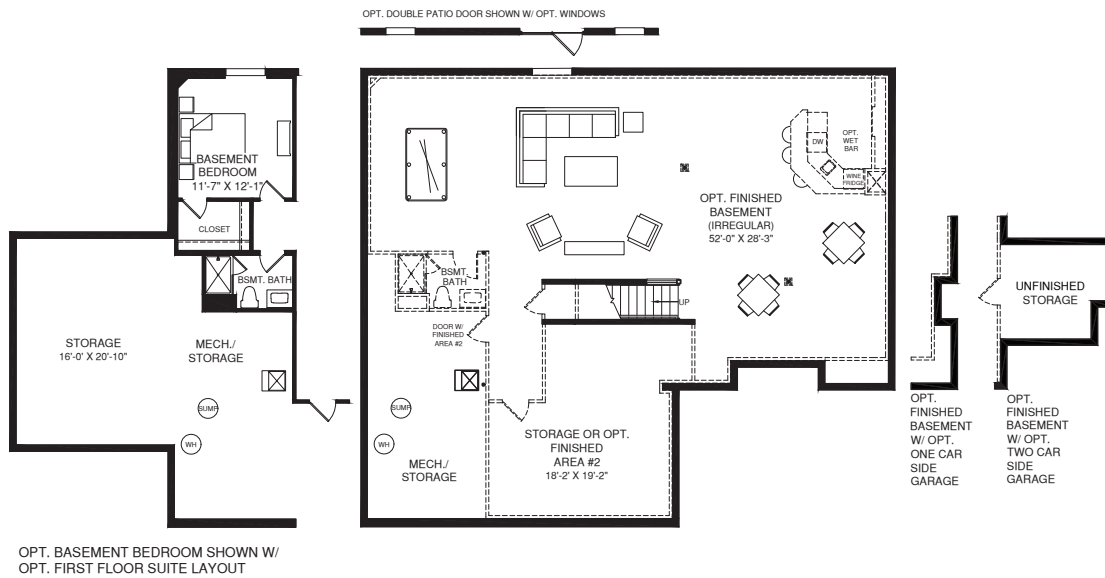 OPT. DOUBLE PATIO DOOR SHOWN W/ OPT. WINDOWS
BASEMENT
BEDROOM
11'-7" X 12'-1"
CLOSET
BSMT. BATH
STORAGE
16'-0' X 20'-10"
MECH./
STORAGE
SUMP
WH
OPT. BASEMENT BEDROOM SHOWN W/
OPT. FIRST FLOOR SUITE LAYOUT
OPT.
WET
BAR
DW
WINE
FRIDGE
OPT. FINISHED
BASEMENT
(IRREGULAR)
52'-0" X 28'-3"
BSMT.
BATH
UP
DOOR W/
FINISHED
AREA #2
SUMP
WH
MECH./
STORAGE
STORAGE OR OPT.
FINISHED
AREA #2
18'-2' X 19'-2"
UNFINISHED
STORAGE
OPT.
FINISHED
BASEMENT
W/ OPT.
ONE CAR
SIDE
GARAGE
OPT.
FINISHED
BASEMENT
W/ OPT.
TWO CAR
SIDE
GARAGE